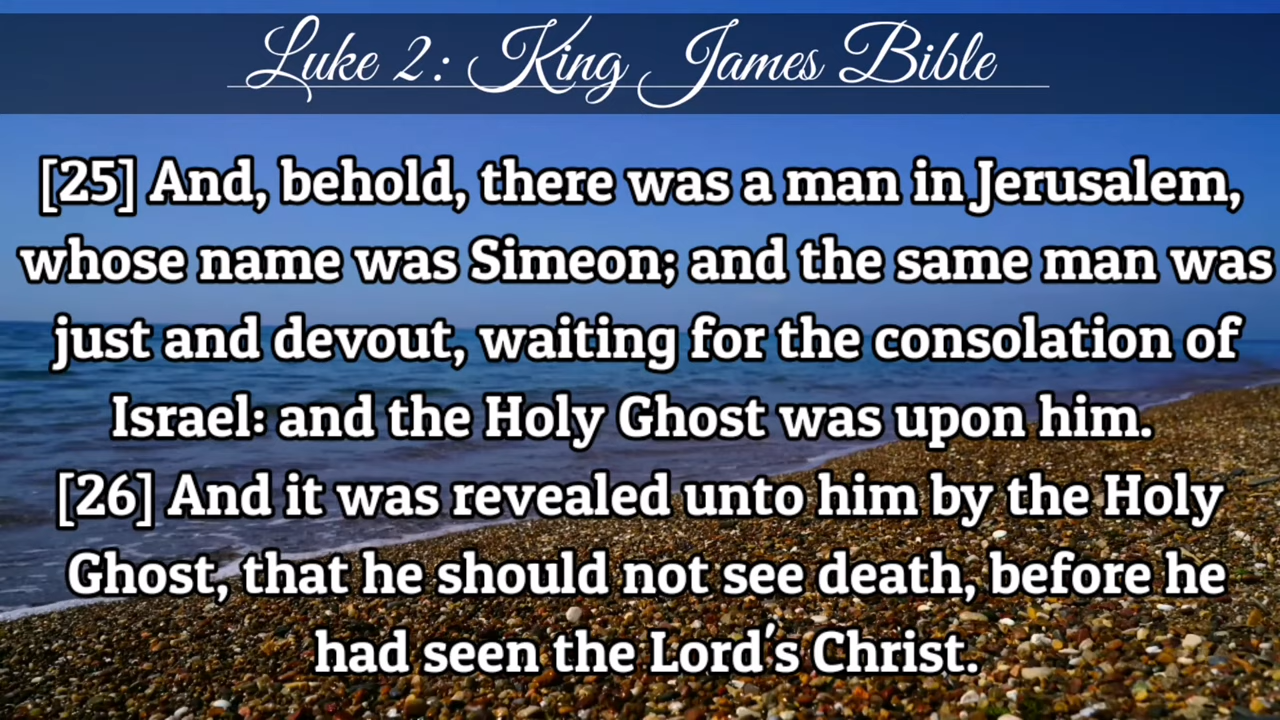 Luke 2: King James Bible
[25] And, behold, there was a man in Jerusalem,
whose name was Simeon; and the same man was
just and devout, waiting for the consolation of
Israel: and the Holy Ghost was upon him.
[26] And it was revealed unto him by the Holy
Ghost, that he should not see death, before he
had seen the Lord's Christ.